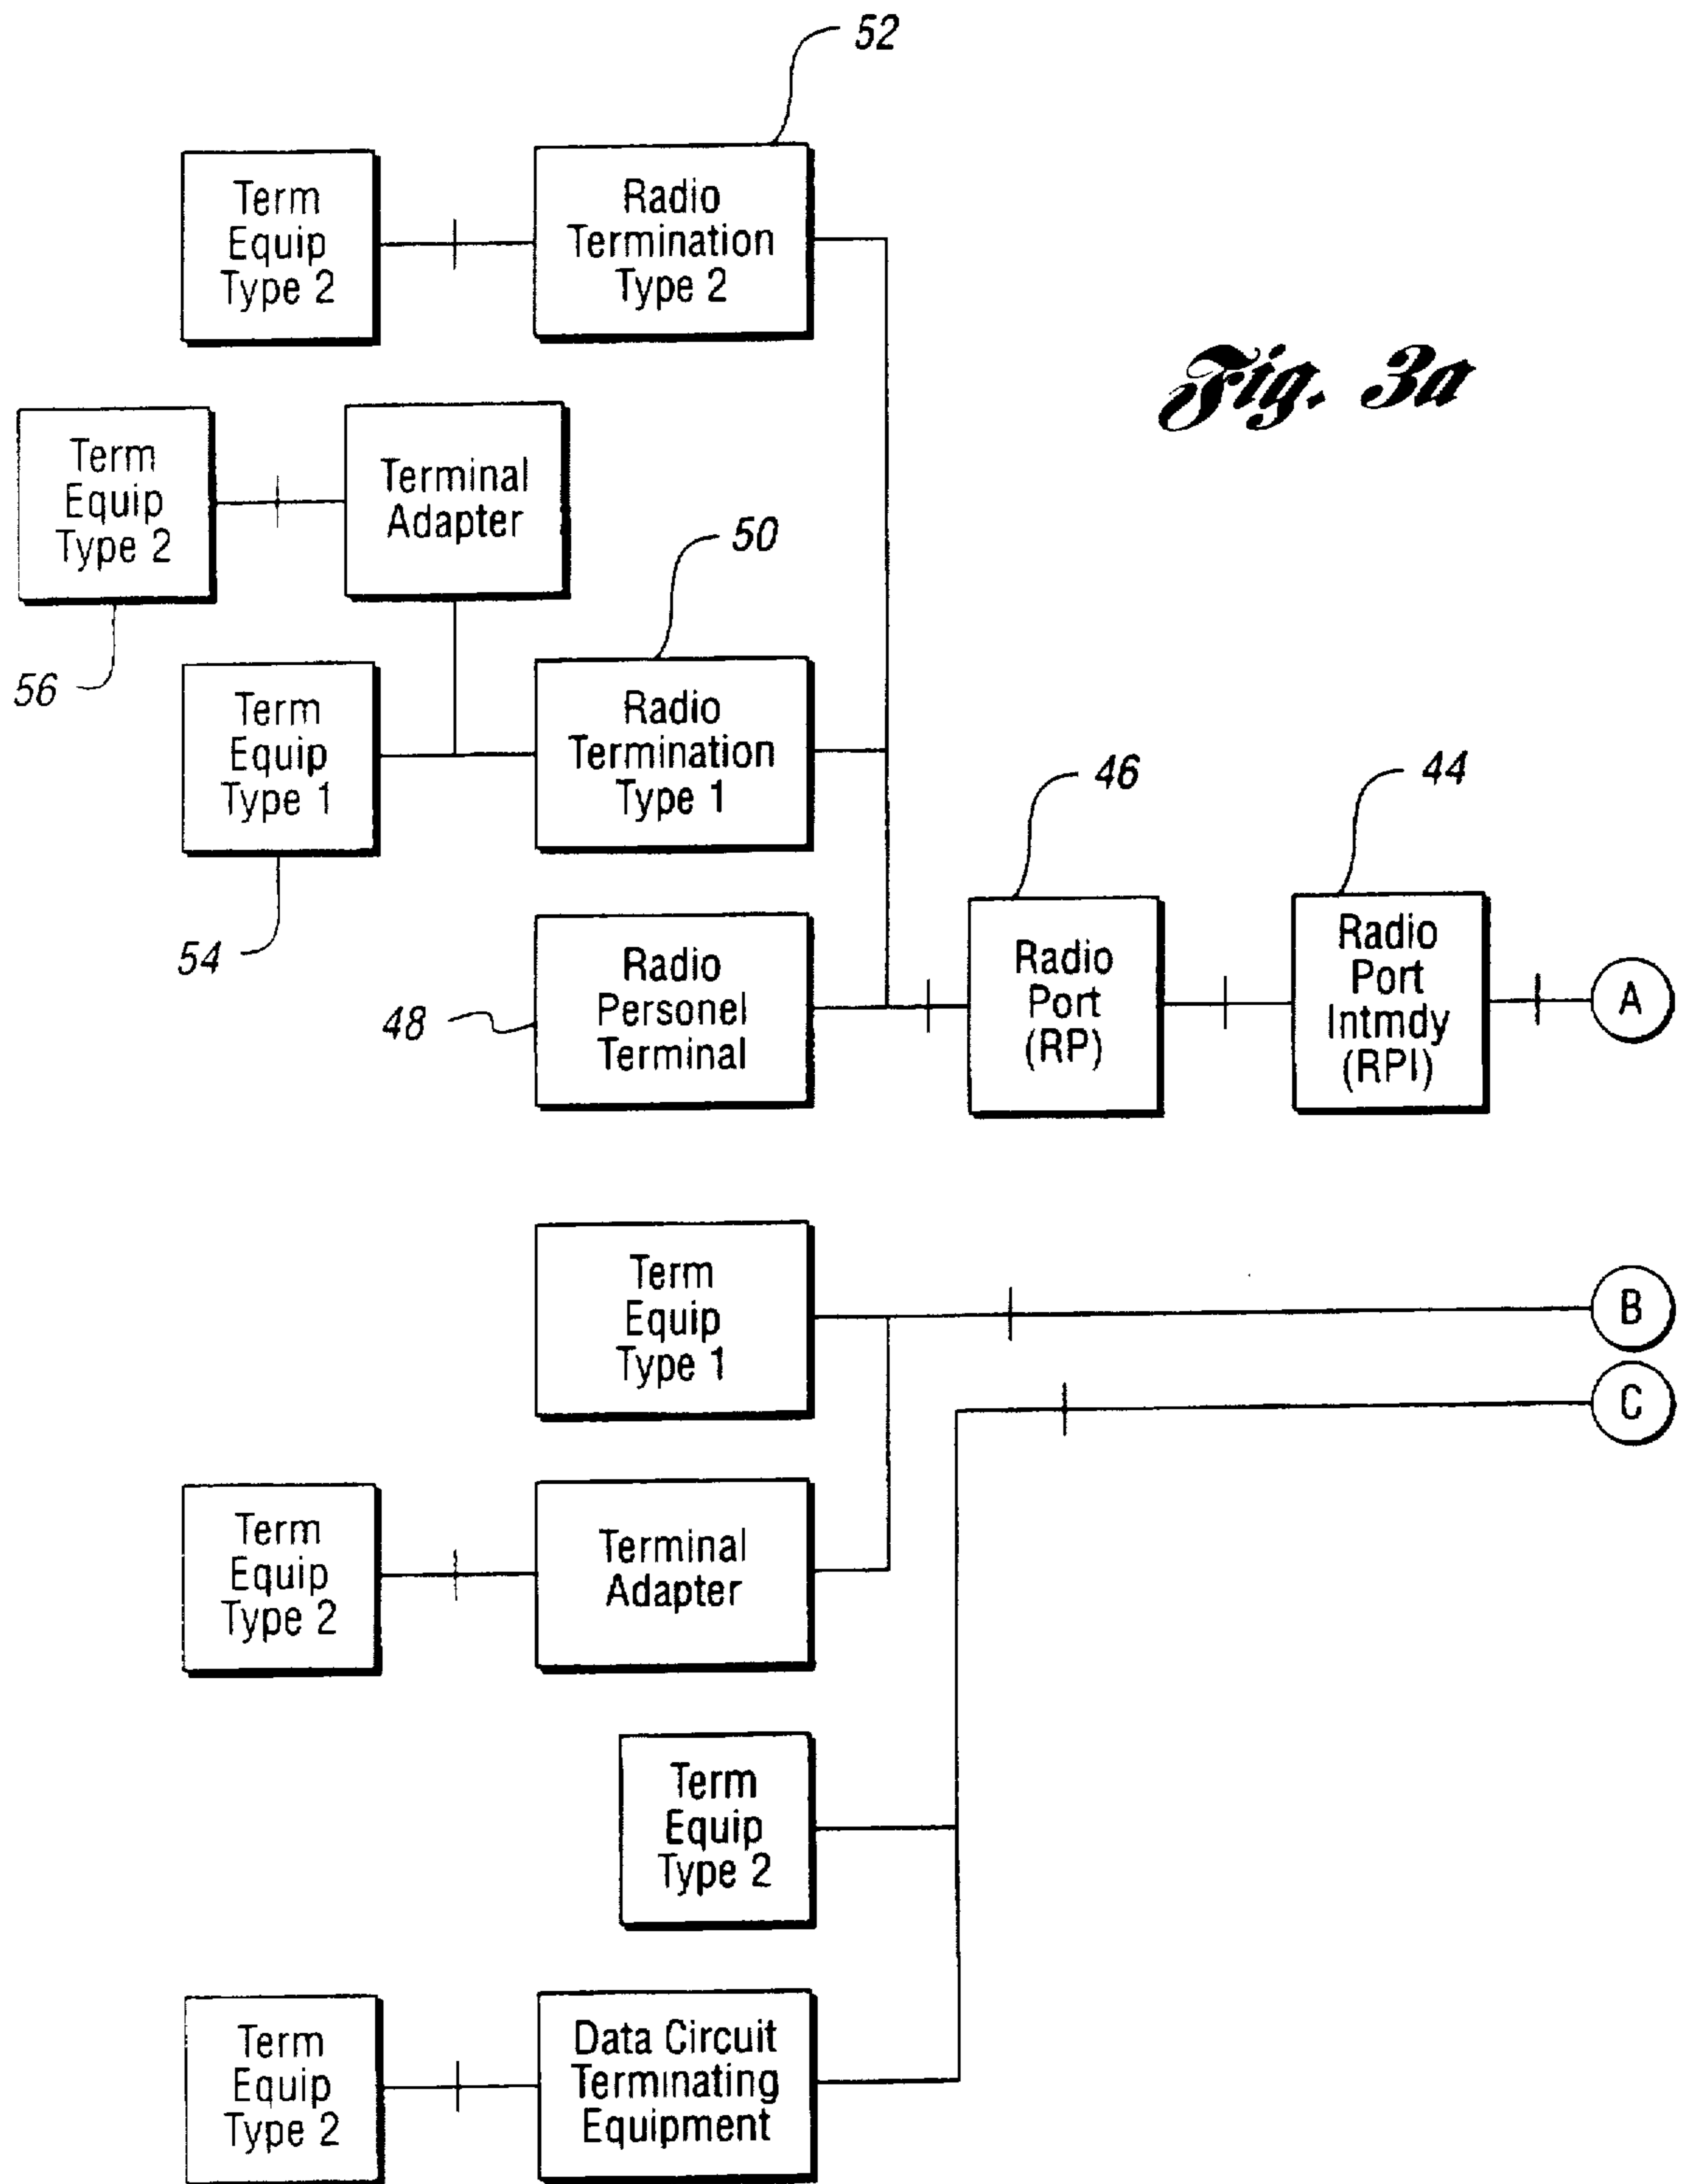 52
Term
Equip
Type 2
Radio
Termination
Type 2
Fig. 3a
Term
Equip
Type 2
Terminal
Adapter
50
56
Term
Equip
Type 1
Radio
Termination
Type 1
46
44
54
48
Radio
Personel
Terminal
Radio
Port
(RP)
Radio
Port
Intmdy
(RPI)
A
Term
Equip
Type 1
B
C
Term
Equip
Type 2
Terminal
Adapter
Term
Equip
Type 2
Term
Equip
Type 2
Data Circuit
Terminating
Equipment